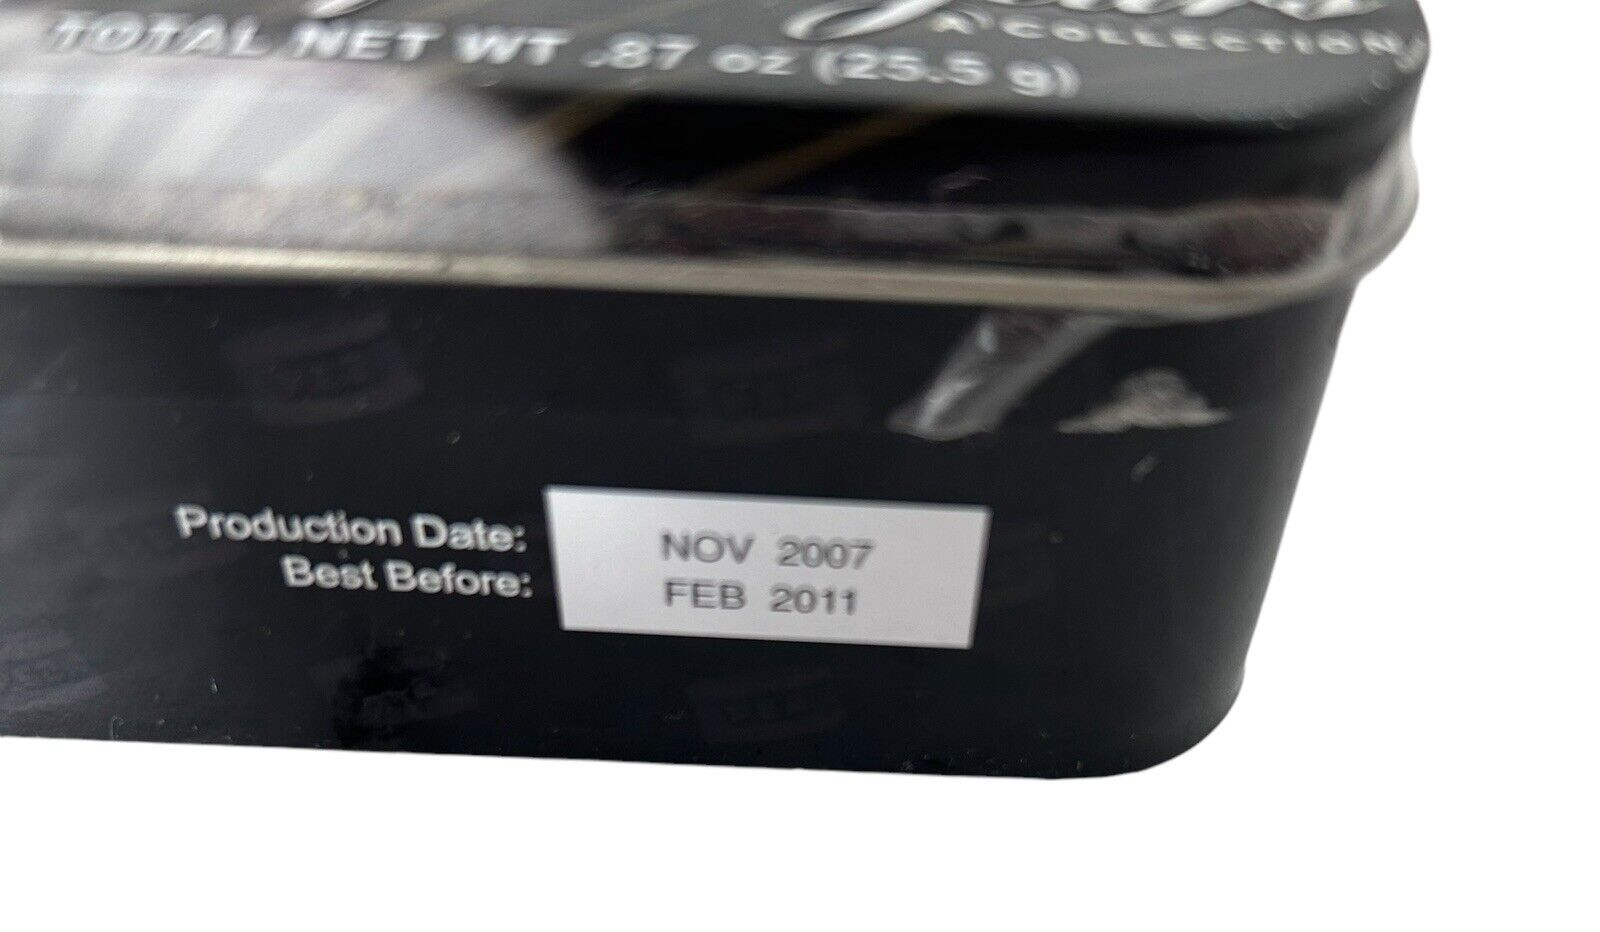 A COLLECTION
TOTAL NET WT .87 oz (25.5 g)
Production Date: NOV 2007
Best Before: FEB 2011